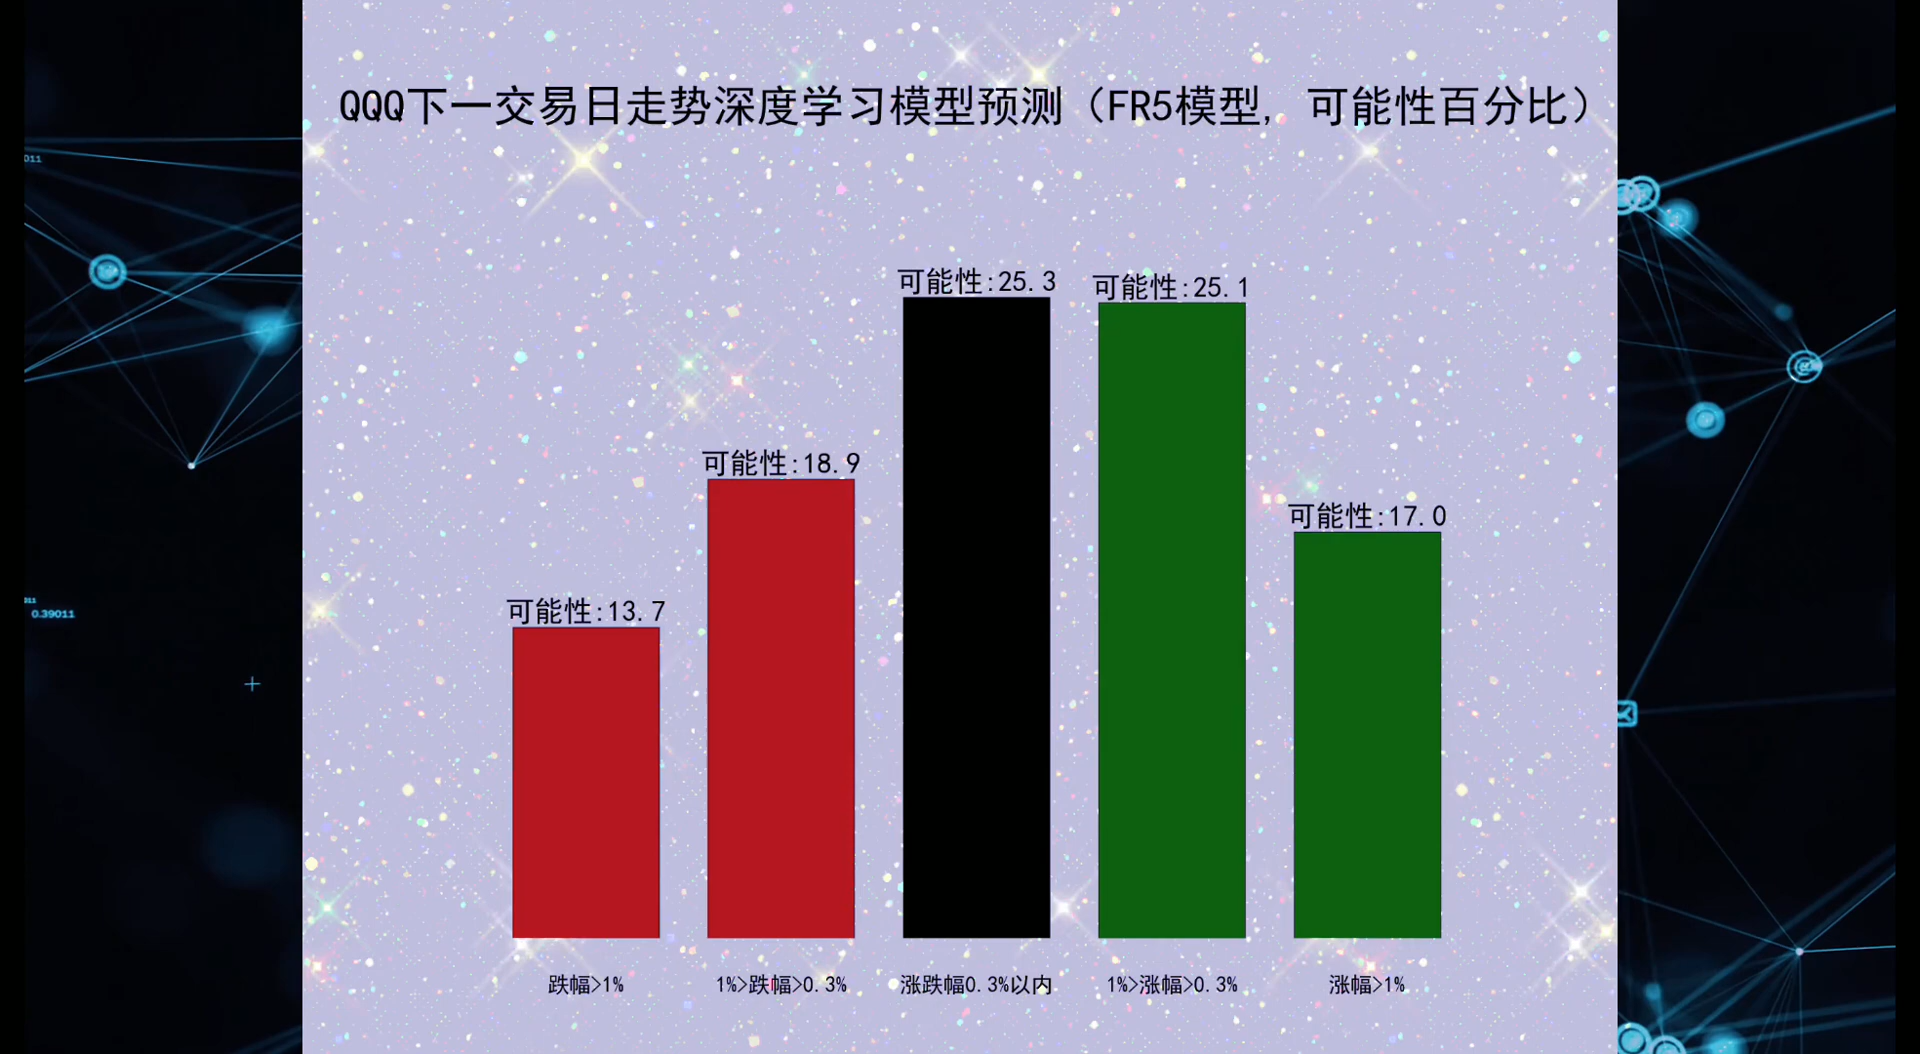 QQQ下一交易日走势深度学习模型预测（FR5模型, 可能性百分比）
可能性:25.3
可能性:25.1
可能性:18.9
可能性:17.0
可能性:13.7
跌幅>1%
1%>跌幅>0.3%
涨跌幅0.3%以内
1%>涨幅>0.3%
涨幅>1%
011
0.39011